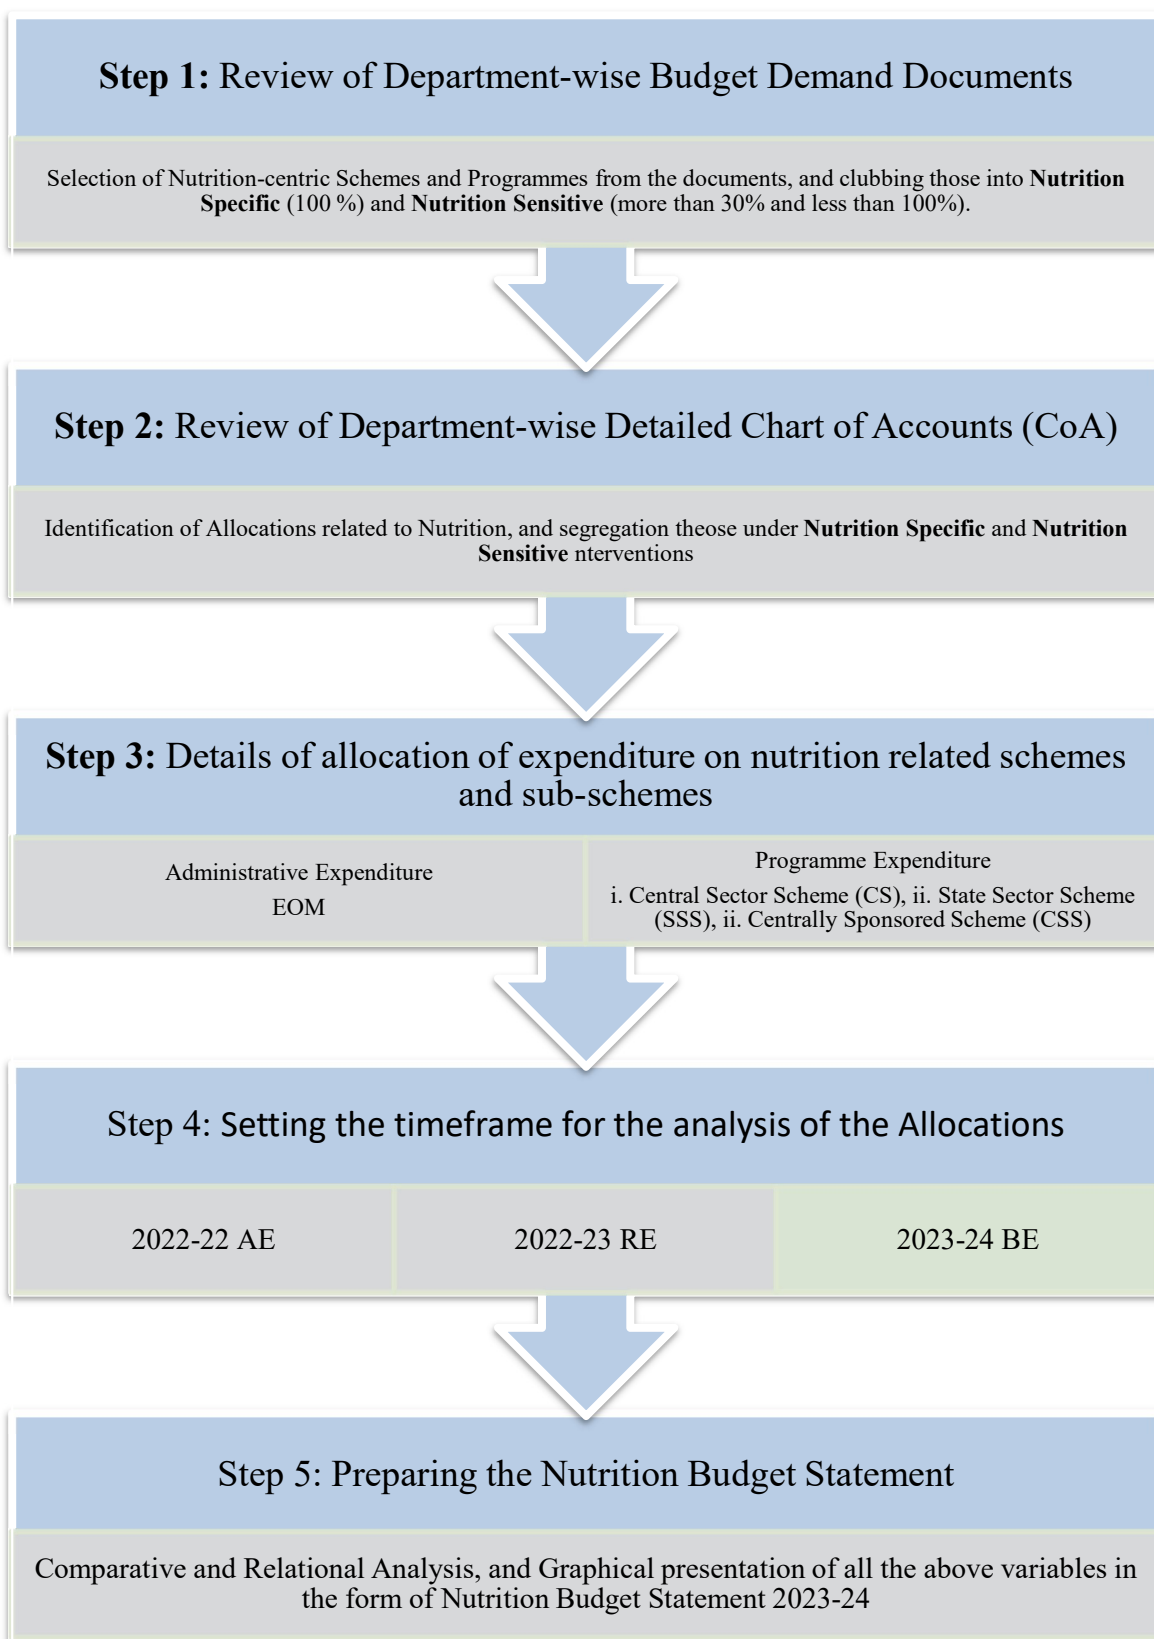 Step 1: Review of Department-wise Budget Demand Documents
Selection of Nutrition-centric Schemes and Programmes from the documents, and clubbing those into Nutrition
Specific (100 %) and Nutrition Sensitive (more than 30% and less than 100%).
Step 2: Review of Department-wise Detailed Chart of Accounts (CoA)
Identification of Allocations related to Nutrition, and segregation theose under Nutrition Specific and Nutrition
Sensitive nterventions
Step 3: Details of allocation of expenditure on nutrition related schemes
and sub-schemes
Administrative Expenditure
EOM
Programme Expenditure
i. Central Sector Scheme (CS), ii. State Sector Scheme
(SSS), ii. Centrally Sponsored Scheme (CSS)
Step 4: Setting the timeframe for the analysis of the Allocations
2022-22 AE
2022-23 RE
2023-24 BE
Step 5: Preparing the Nutrition Budget Statement
Comparative and Relational Analysis, and Graphical presentation of all the above variables in
the form of Nutrition Budget Statement 2023-24